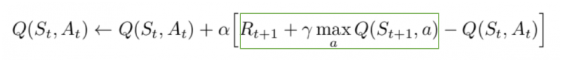 Q(S_t, A_t) ← Q(S_t, A_t) + α[R_{t+1} + γ max_a Q(S_{t+1}, a) − Q(S_t, A_t)]